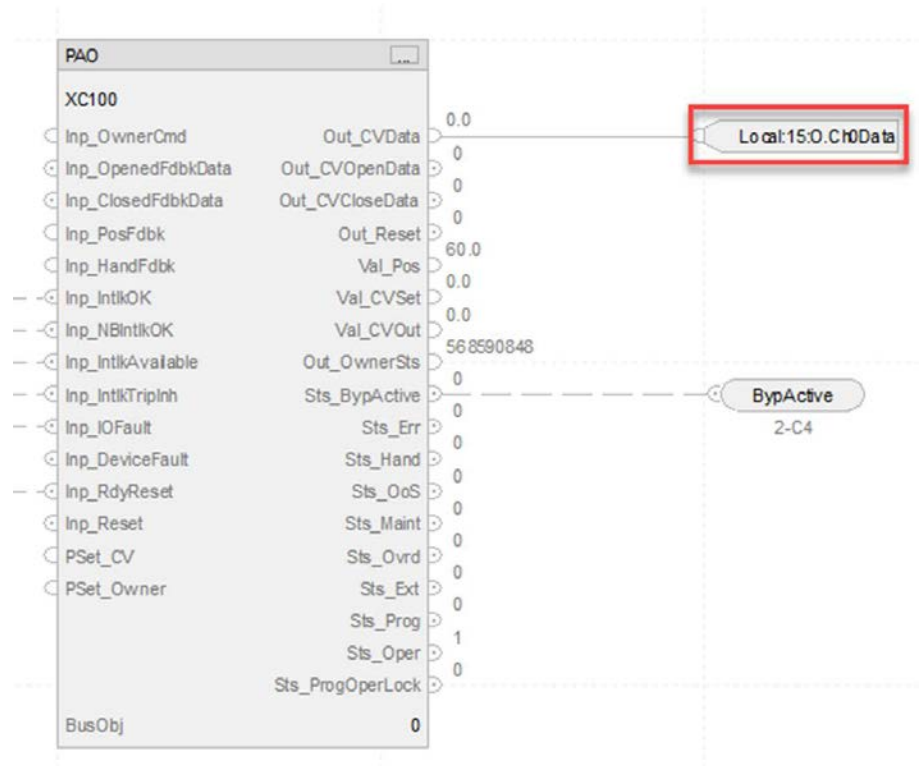 PAO ...
XC100
0.0
Inp_OwnerCmd Out_CVData Local:15:O.Ch0Data
0
Inp_OpenedFdbkData Out_CVOpenData
0
Inp_ClosedFdbkData Out_CVCloseData
0
Inp_PosFdbk Out_Reset
60.0
Inp_HandFdbk Val_Pos
0.0
Inp_IntlkOK Val_CVSet
0.0
Inp_NBIntlkOK Val_CVOut
568590848
Inp_IntlkAvailable Out_OwnerSts
0
Inp_IntlkTripInh Sts_BypActive BypActive
0
Inp_IOFault Sts_Err 2-C4
0
Inp_DeviceFault Sts_Hand
0
Inp_RdyReset Sts_OoS
0
Inp_Reset Sts_Maint
0
PSet_CV Sts_Ovrd
0
PSet_Owner Sts_Ext
0
Sts_Prog
1
Sts_Oper
0
Sts_ProgOperLock
BusObj 0